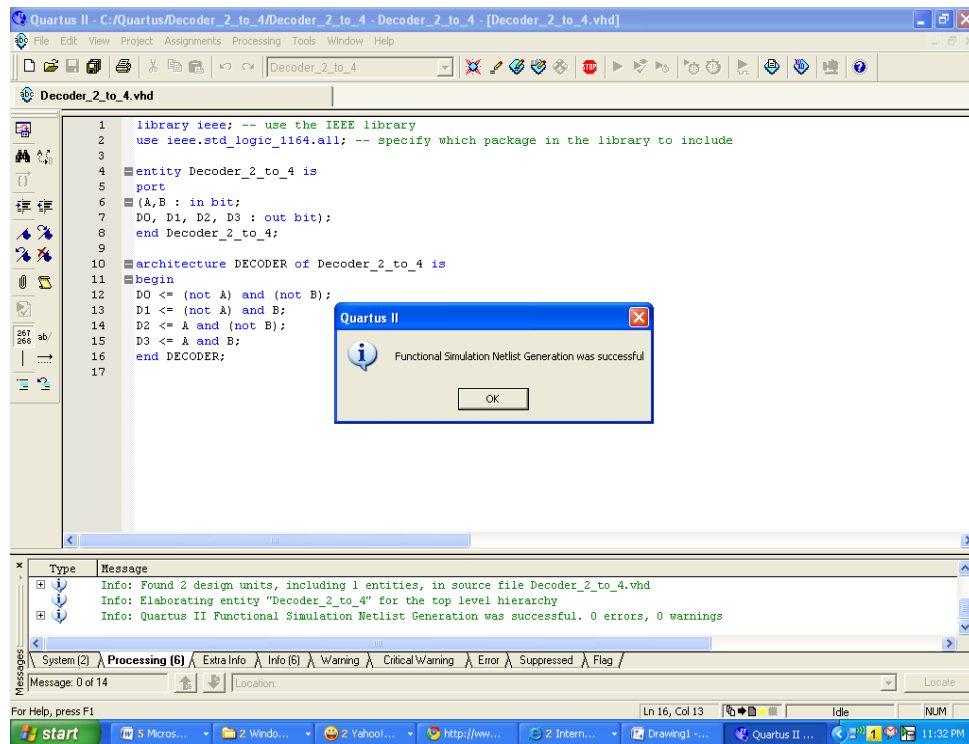 Quartus II - C:/Quartus/Decoder_2_to_4/Decoder_2_to_4 - Decoder_2_to_4 - [Decoder_2_to_4.vhd]
File Edit View Project Assignments Processing Tools Window Help
Decoder_2_to_4
STOP
Decoder_2_to_4.vhd
1 library ieee; -- use the IEEE library
2 use ieee.std_logic_1164.all; -- specify which package in the library to include
3
4 entity Decoder_2_to_4 is
5 port
6 (A,B : in bit;
7 D0, D1, D2, D3 : out bit);
8 end Decoder_2_to_4;
9
10 architecture DECODER of Decoder_2_to_4 is
11 begin
12 D0 <= (not A) and (not B);
13 D1 <= (not A) and B;
14 D2 <= A and (not B);
15 D3 <= A and B;
16 end DECODER;
17
267
268 ab/
Quartus II
Functional Simulation Netlist Generation was successful
OK
Type Message
Info: Found 2 design units, including 1 entities, in source file Decoder_2_to_4.vhd
Info: Elaborating entity "Decoder_2_to_4" for the top level hierarchy
Info: Quartus II Functional Simulation Netlist Generation was successful. 0 errors, 0 warnings
Messages
System (2) Processing (6) Extra Info Info (6) Warning Critical Warning Error Suppressed Flag
Message: 0 of 14 Location: Locate
For Help, press F1 Ln 16, Col 13 Idle NUM
start 5 Micros... 2 Windo... 2 Yahoo!... http://ww... 2 Intern... Drawing1 -... Quartus II ... 1 11:32 PM